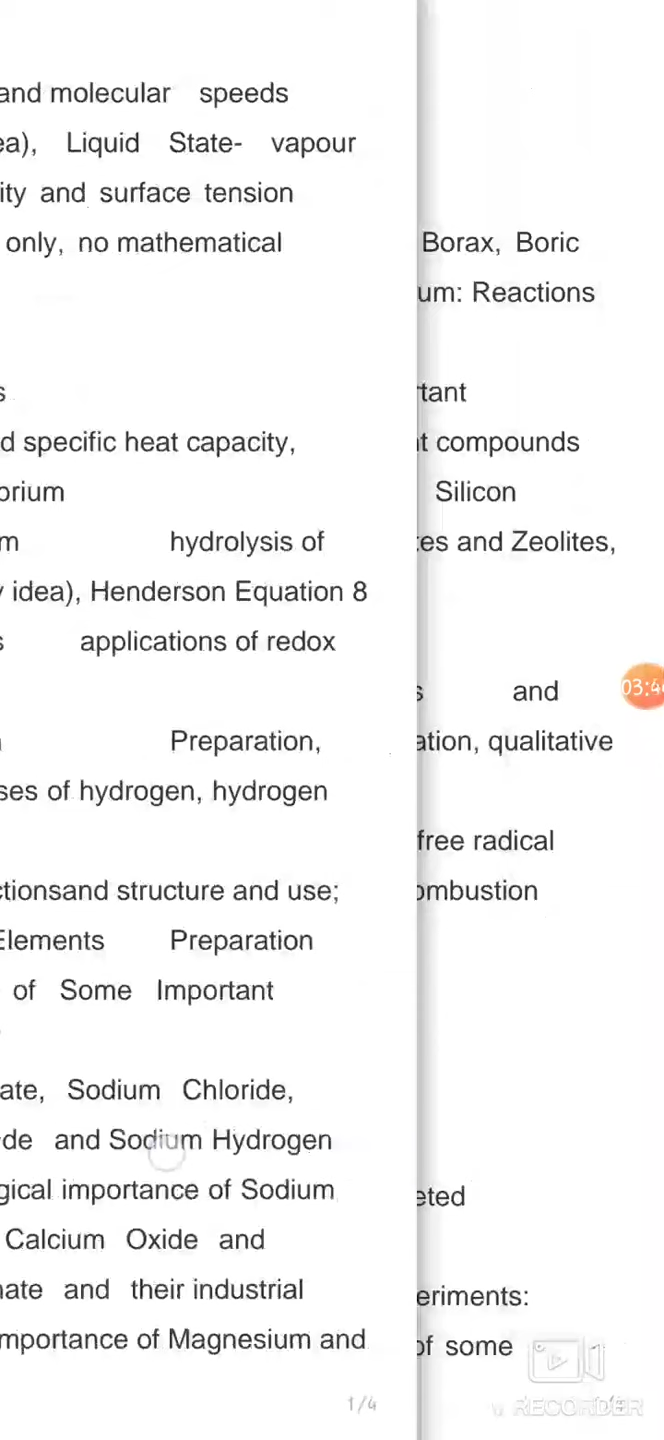 and molecular speeds
ea), Liquid State- vapour
ity and surface tension
only, no mathematical
s
d specific heat capacity,
orium
m hydrolysis of
y idea), Henderson Equation 8
s applications of redox
Preparation,
ses of hydrogen, hydrogen
ctionsand structure and use;
Elements Preparation
of Some Important
ate, Sodium Chloride,
de and Sodium Hydrogen
gical importance of Sodium
Calcium Oxide and
nate and their industrial
mportance of Magnesium and
1/4
Borax, Boric
um: Reactions
rtant
nt compounds
Silicon
tes and Zeolites,
s and
03:4
ation, qualitative
free radical
ombustion
eted
eriments:
of some
RECORDER